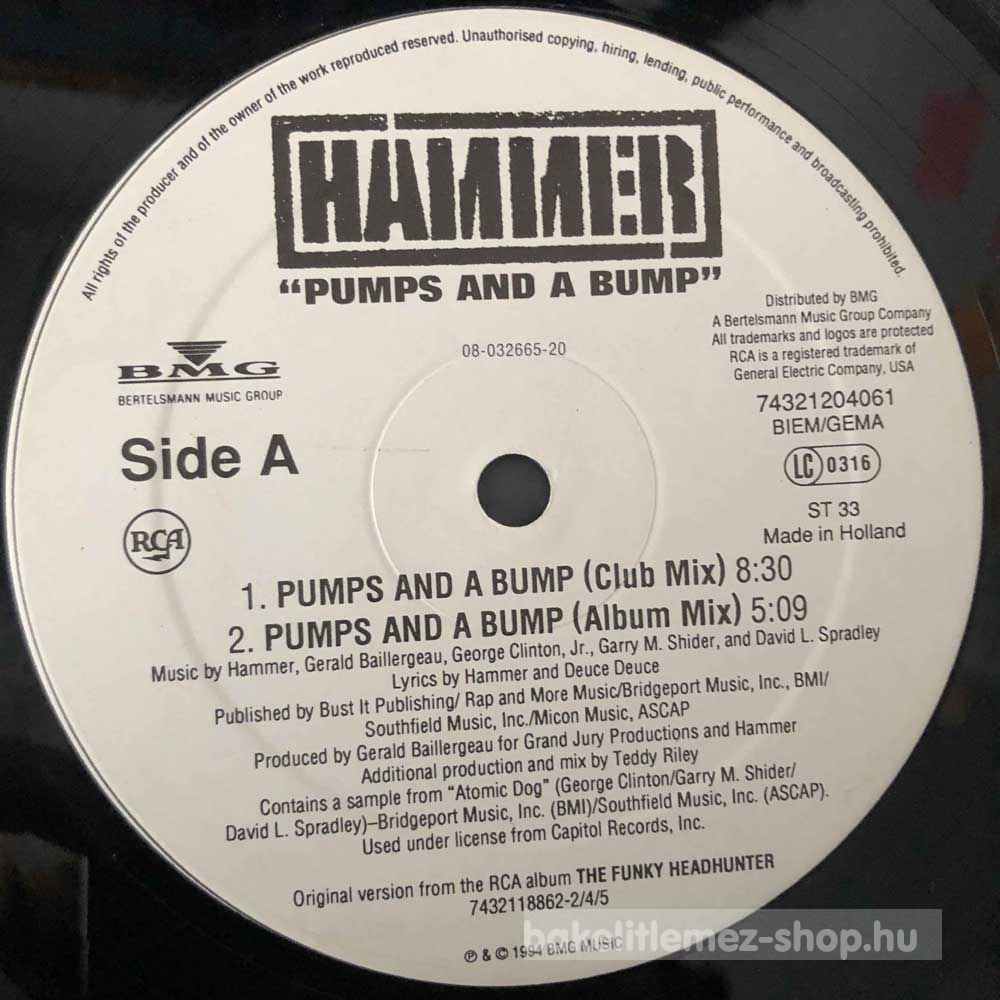 All rights of the producer and of the owner of the work reproduced reserved. Unauthorised copying, hiring, lending, public performance and broadcasting prohibited.
HAMMER
“PUMPS AND A BUMP”
08-032665-20
Distributed by BMG
A Bertelsmann Music Group Company
All trademarks and logos are protected
RCA is a registered trademark of
General Electric Company, USA
BMG
BERTELSMANN MUSIC GROUP
74321204061
BIEM/GEMA
Side A
LC 0316
ST 33
Made in Holland
RCA
1. PUMPS AND A BUMP (Club Mix) 8:30
2. PUMPS AND A BUMP (Album Mix) 5:09
Music by Hammer, Gerald Baillergeau, George Clinton, Jr., Garry M. Shider, and David L. Spradley
Lyrics by Hammer and Deuce Deuce
Published by Bust It Publishing/ Rap and More Music/Bridgeport Music, Inc., BMI/
Southfield Music, Inc./Micon Music, ASCAP
Produced by Gerald Baillergeau for Grand Jury Productions and Hammer
Additional production and mix by Teddy Riley
Contains a sample from "Atomic Dog" (George Clinton/Garry M. Shider/
David L. Spradley)–Bridgeport Music, Inc. (BMI)/Southfield Music, Inc. (ASCAP).
Used under license from Capitol Records, Inc.
Original version from the RCA album THE FUNKY HEADHUNTER
7432118862-2/4/5
℗ & © 1994 BMG MUSIC
bakelitlemez-shop.hu